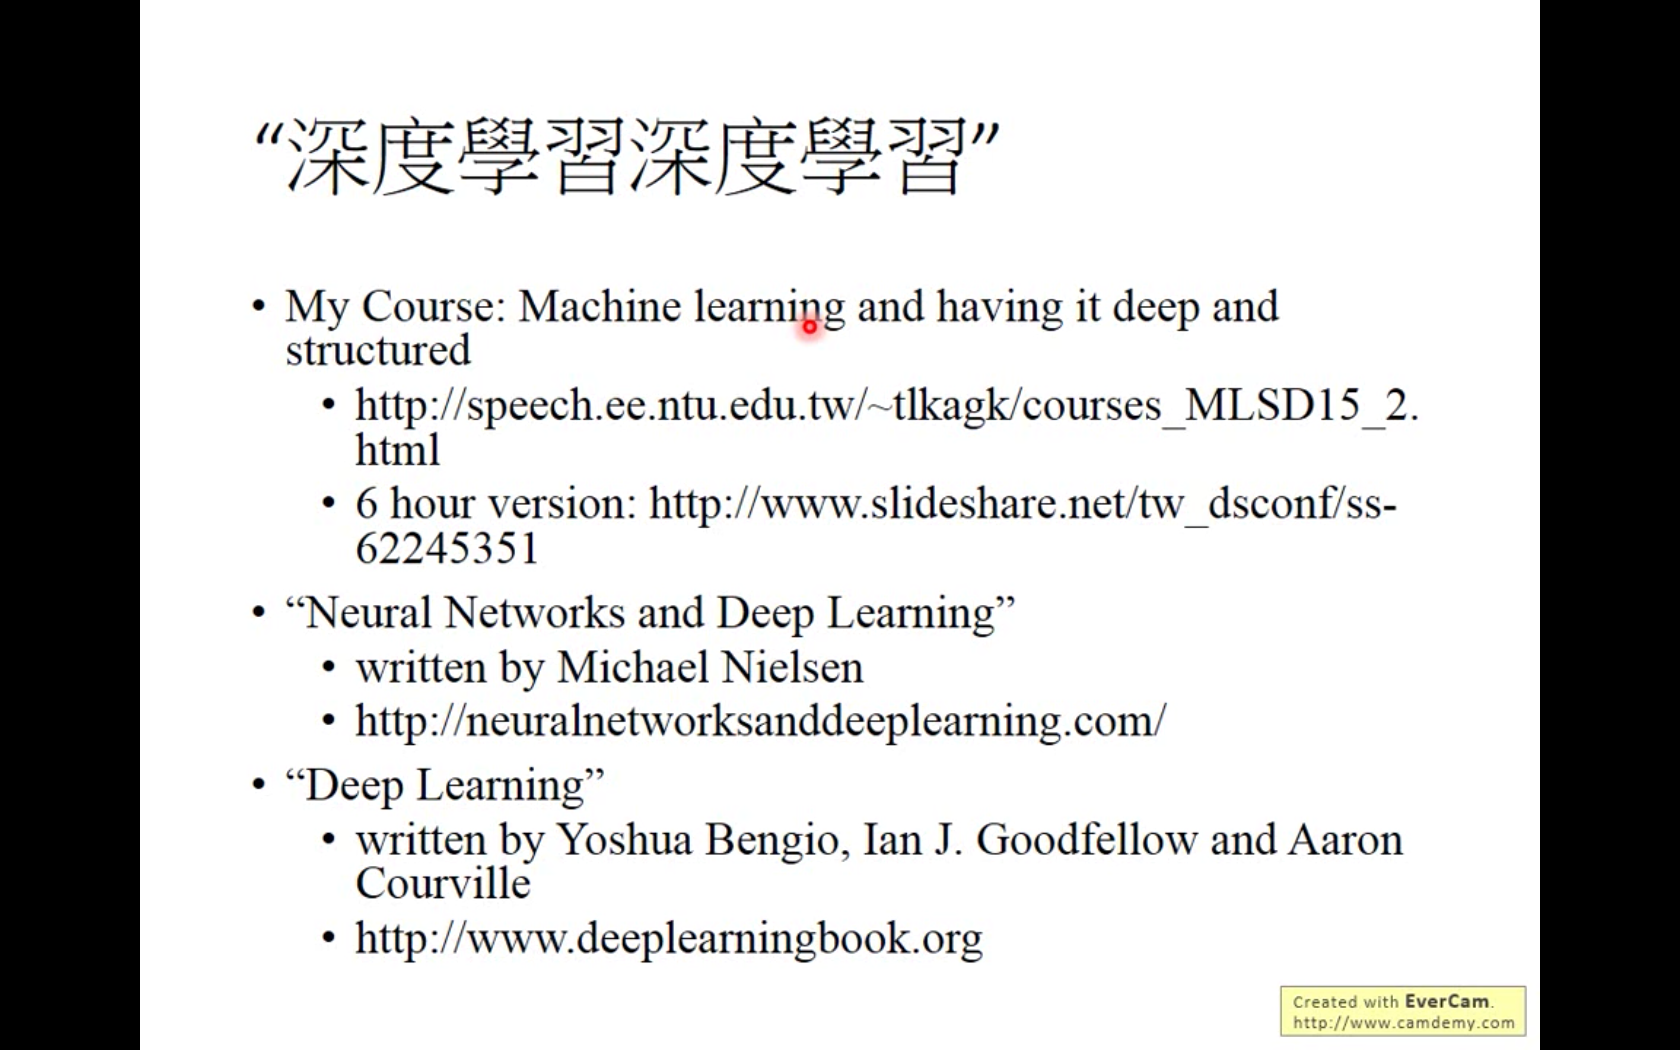 “深度學習深度學習”
• My Course: Machine learning and having it deep and
structured
• http://speech.ee.ntu.edu.tw/~tlkagk/courses_MLSD15_2.
html
• 6 hour version: http://www.slideshare.net/tw_dsconf/ss-
62245351
• “Neural Networks and Deep Learning”
• written by Michael Nielsen
• http://neuralnetworksanddeeplearning.com/
• “Deep Learning”
• written by Yoshua Bengio, Ian J. Goodfellow and Aaron
Courville
• http://www.deeplearningbook.org
Created with EverCam.
http://www.camdemy.com